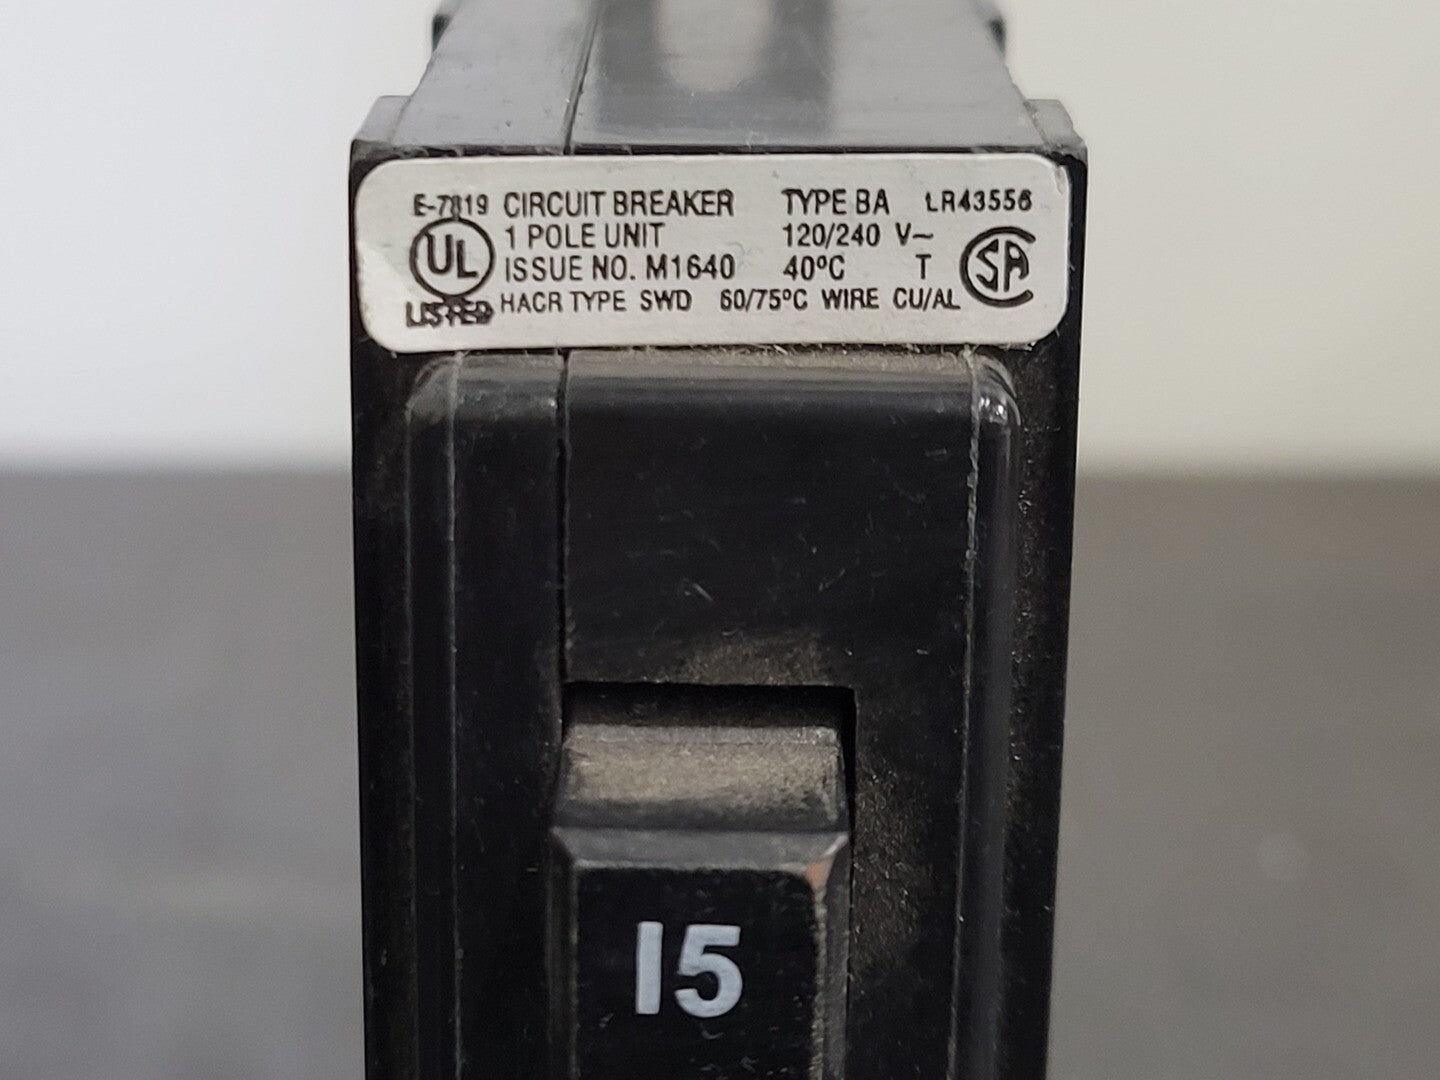 E-7819 CIRCUIT BREAKER TYPE BA LR43556
UL 1 POLE UNIT 120/240 V~ SA
ISSUE NO. M1640 40°C T
LISTED HACR TYPE SWD 60/75°C WIRE CU/AL
15